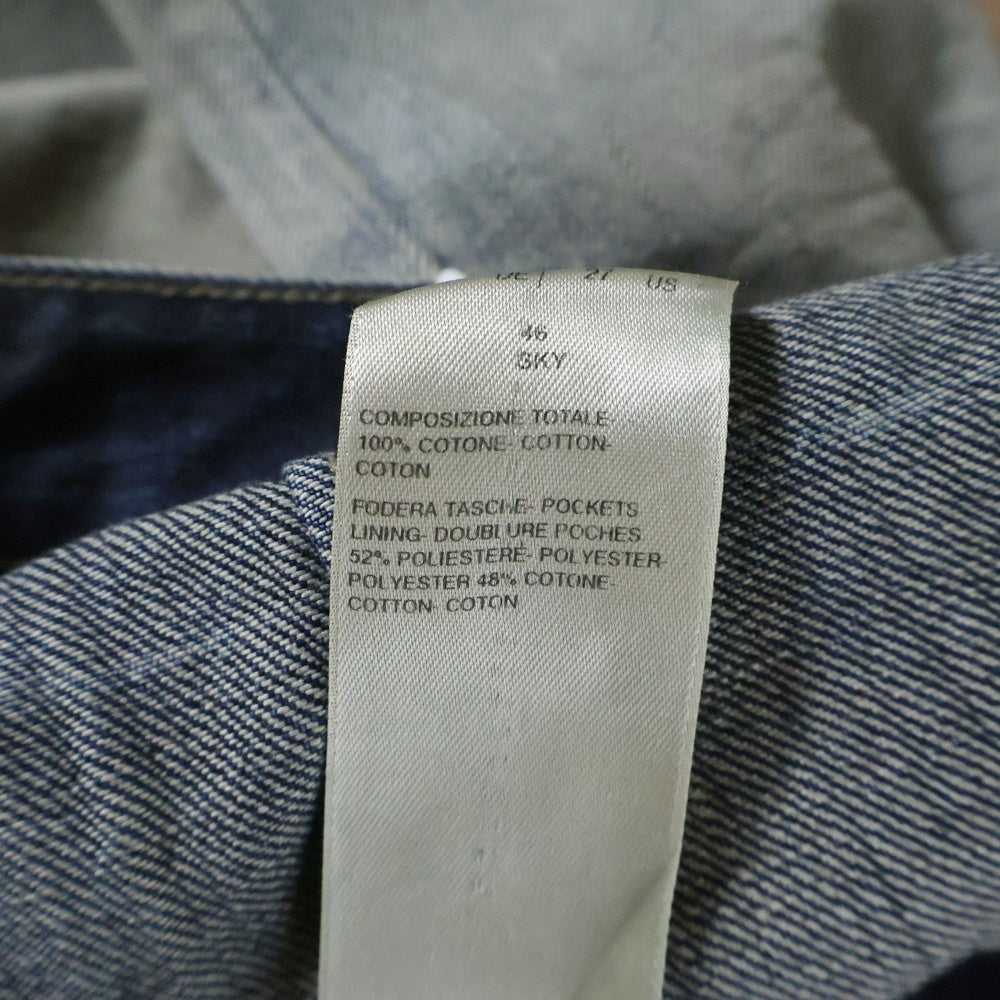 27 US
46
SKY
COMPOSIZIONE TOTALE-
100% COTONE- COTTON-
COTON
FODERA TASCHE- POCKETS
LINING- DOUBLURE POCHES
52% POLIESTERE- POLYESTER-
POLYESTER 48% COTONE-
COTTON- COTON